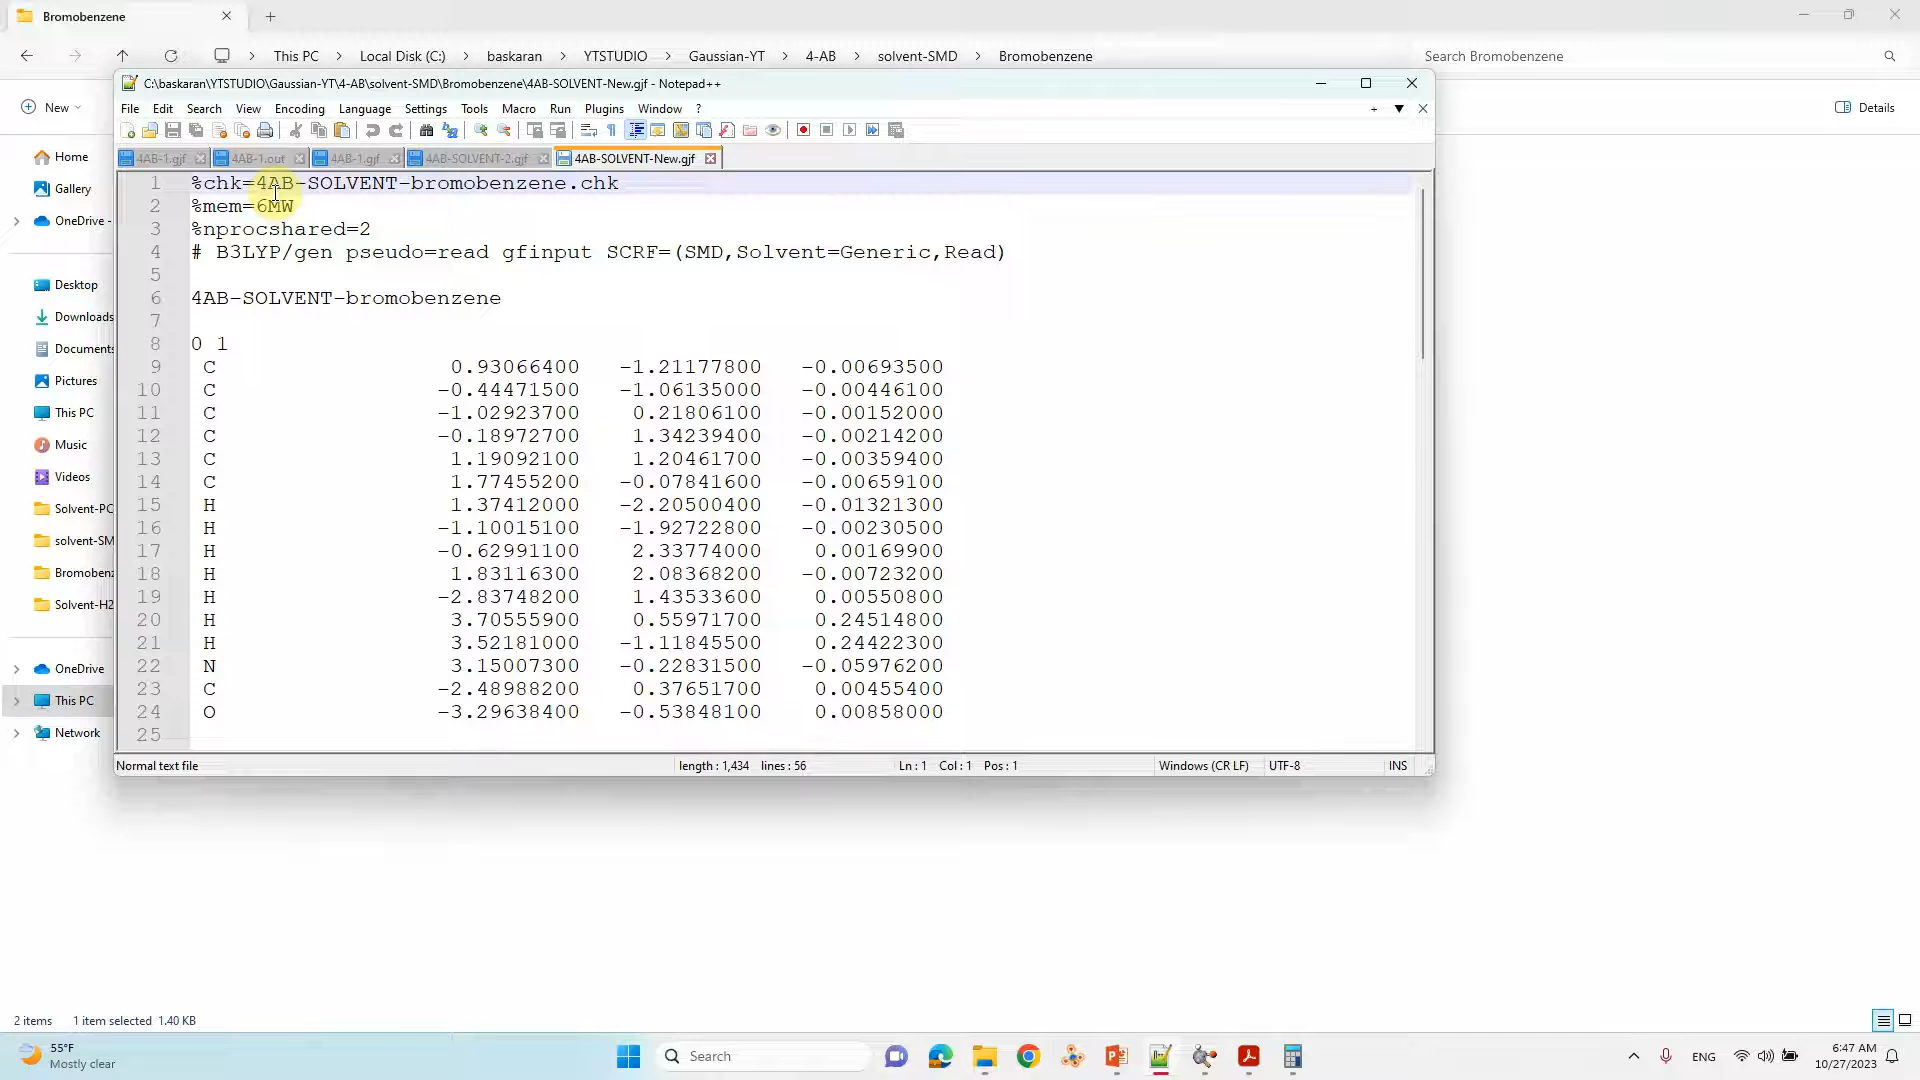 Bromobenzene
This PC > Local Disk (C:) > baskaran > YTSTUDIO > Gaussian-YT > 4-AB > solvent-SMD > Bromobenzene
Search Bromobenzene
New
Details
C:\baskaran\YTSTUDIO\Gaussian-YT\4-AB\solvent-SMD\Bromobenzene\4AB-SOLVENT-New.gjf - Notepad++
File Edit Search View Encoding Language Settings Tools Macro Run Plugins Window ?
4AB-1.gjf 4AB-1.out 4AB-1.gjf 4AB-SOLVENT-2.gjf 4AB-SOLVENT-New.gjf
Home
Gallery
OneDrive -
Desktop
Downloads
Documents
Pictures
This PC
Music
Videos
Solvent-PC
solvent-SM
Bromobenz
Solvent-H2
OneDrive
This PC
Network
1 %chk=4AB-SOLVENT-bromobenzene.chk
2 %mem=6MW
3 %nprocshared=2
4 # B3LYP/gen pseudo=read gfinput SCRF=(SMD,Solvent=Generic,Read)
5
6 4AB-SOLVENT-bromobenzene
7
8 0 1
9 C 0.93066400 -1.21177800 -0.00693500
10 C -0.44471500 -1.06135000 -0.00446100
11 C -1.02923700 0.21806100 -0.00152000
12 C -0.18972700 1.34239400 -0.00214200
13 C 1.19092100 1.20461700 -0.00359400
14 C 1.77455200 -0.07841600 -0.00659100
15 H 1.37412000 -2.20500400 -0.01321300
16 H -1.10015100 -1.92722800 -0.00230500
17 H -0.62991100 2.33774000 0.00169900
18 H 1.83116300 2.08368200 -0.00723200
19 H -2.83748200 1.43533600 0.00550800
20 H 3.70555900 0.55971700 0.24514800
21 H 3.52181000 -1.11845500 0.24422300
22 N 3.15007300 -0.22831500 -0.05976200
23 C -2.48988200 0.37651700 0.00455400
24 O -3.29638400 -0.53848100 0.00858000
25
Normal text file length : 1,434 lines : 56 Ln : 1 Col : 1 Pos : 1 Windows (CR LF) UTF-8 INS
2 items 1 item selected 1.40 KB
55°F
Mostly clear
Search
ENG
6:47 AM
10/27/2023